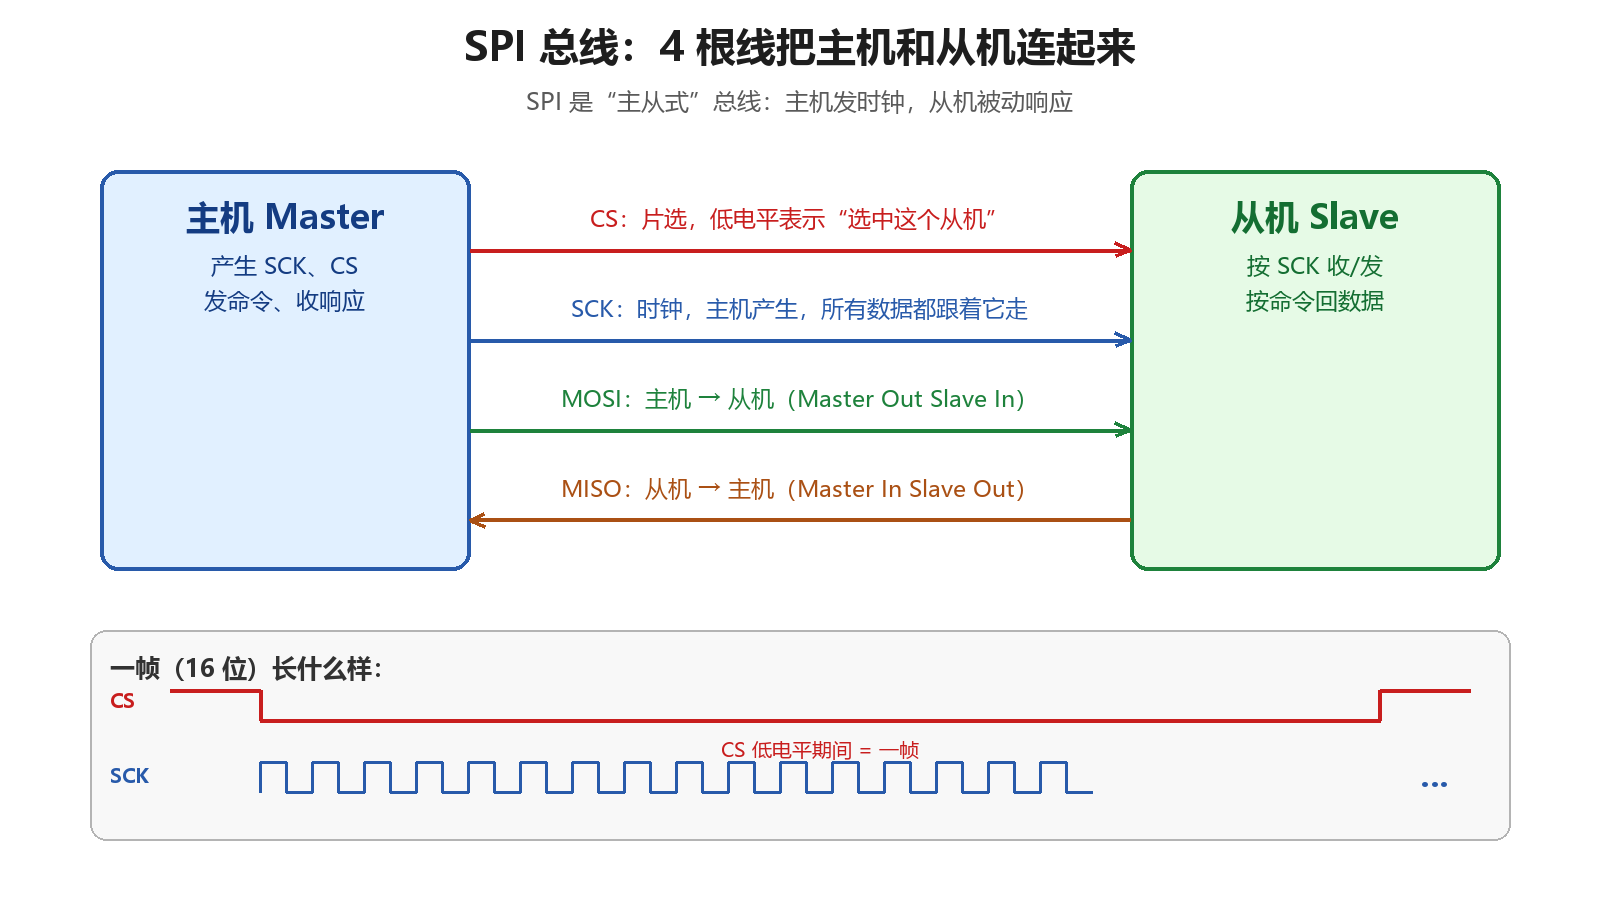 SPI 总线：4 根线把主机和从机连起来
SPI 是“主从式”总线：主机发时钟，从机被动响应
主机 Master
产生 SCK、CS
发命令、收响应
CS：片选，低电平表示“选中这个从机”
SCK：时钟，主机产生，所有数据都跟着它走
MOSI：主机 → 从机（Master Out Slave In）
MISO：从机 → 主机（Master In Slave Out）
从机 Slave
按 SCK 收/发
按命令回数据
一帧（16 位）长什么样：
CS
CS 低电平期间 = 一帧
SCK
...